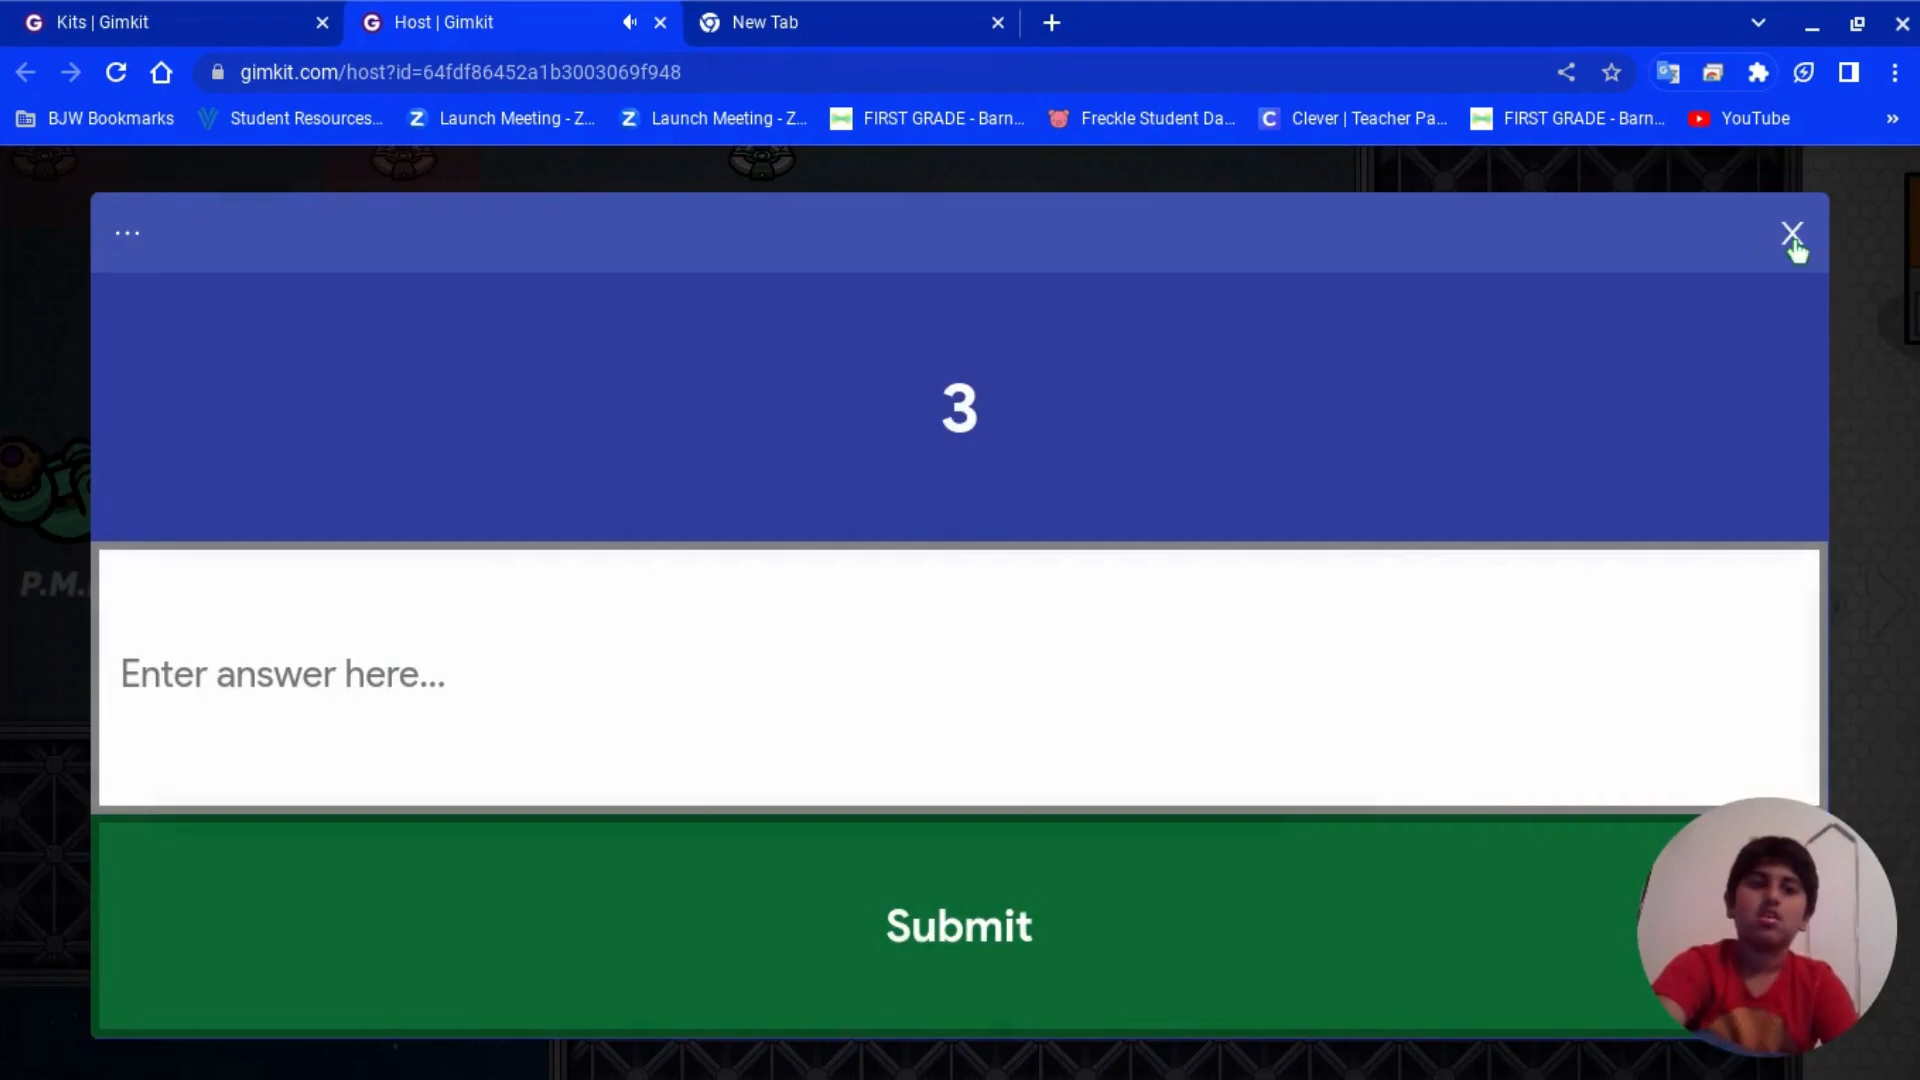 Kits | Gimkit
Host | Gimkit
New Tab
gimkit.com/host?id=64fdf86452a1b3003069f948
BJW Bookmarks
Student Resources...
Launch Meeting - Z...
Launch Meeting - Z...
FIRST GRADE - Barn...
Freckle Student Da...
Clever | Teacher Pa...
FIRST GRADE - Barn...
YouTube
...
X
3
P.M.
Enter answer here...
Submit